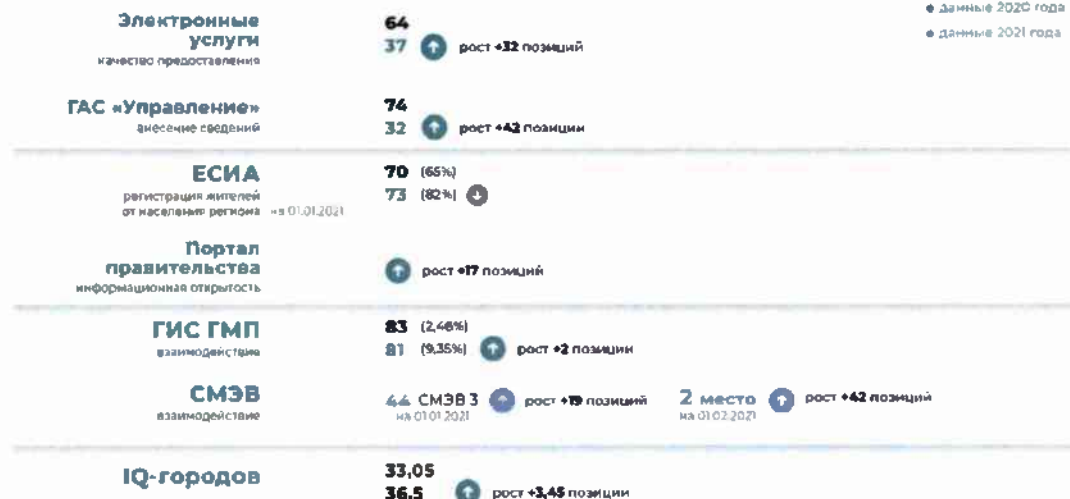 ● данные 2020 года
● данные 2021 года
Электронные
услуги
качество предоставления
64
37 рост +32 позиций
ГАС «Управление»
внесение сведений
74
32 рост +42 позиции
ЕСИА
регистрация жителей
от населения региона на 01.01.2021
70 (65%)
73 (82%)
Портал
правительства
информационная открытость
рост +17 позиций
ГИС ГМП
взаимодействие
83 (2,46%)
81 (9,35%) рост +2 позиции
СМЭВ
взаимодействие
44 СМЭВ 3 рост +19 позиций
на 01.01.2021
2 место рост +42 позиций
на 01.02.2021
IQ-городов
33,05
36,5 рост +3,45 позиции